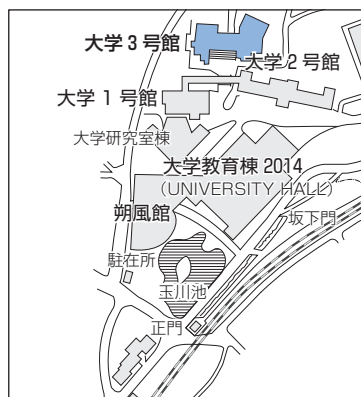 大学3号館
大学2号館
大学1号館
大学研究室棟
大学教育棟 2014
(UNIVERSITY HALL)
朔風館
坂下門
駐在所
玉川池
正門